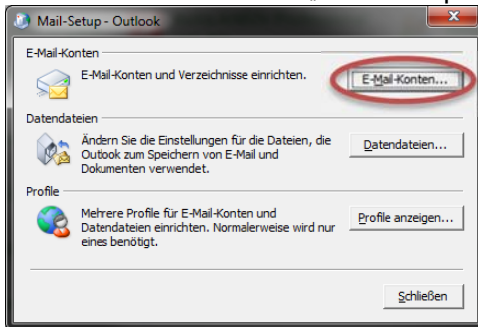 Mail-Setup - Outlook
E-Mail-Konten
E-Mail-Konten und Verzeichnisse einrichten.
E-Mail-Konten...
Datendateien
Ändern Sie die Einstellungen für die Dateien, die
Outlook zum Speichern von E-Mail und
Dokumenten verwendet.
Datendateien...
Profile
Mehrere Profile für E-Mail-Konten und
Datendateien einrichten. Normalerweise wird nur
eines benötigt.
Profile anzeigen...
Schließen